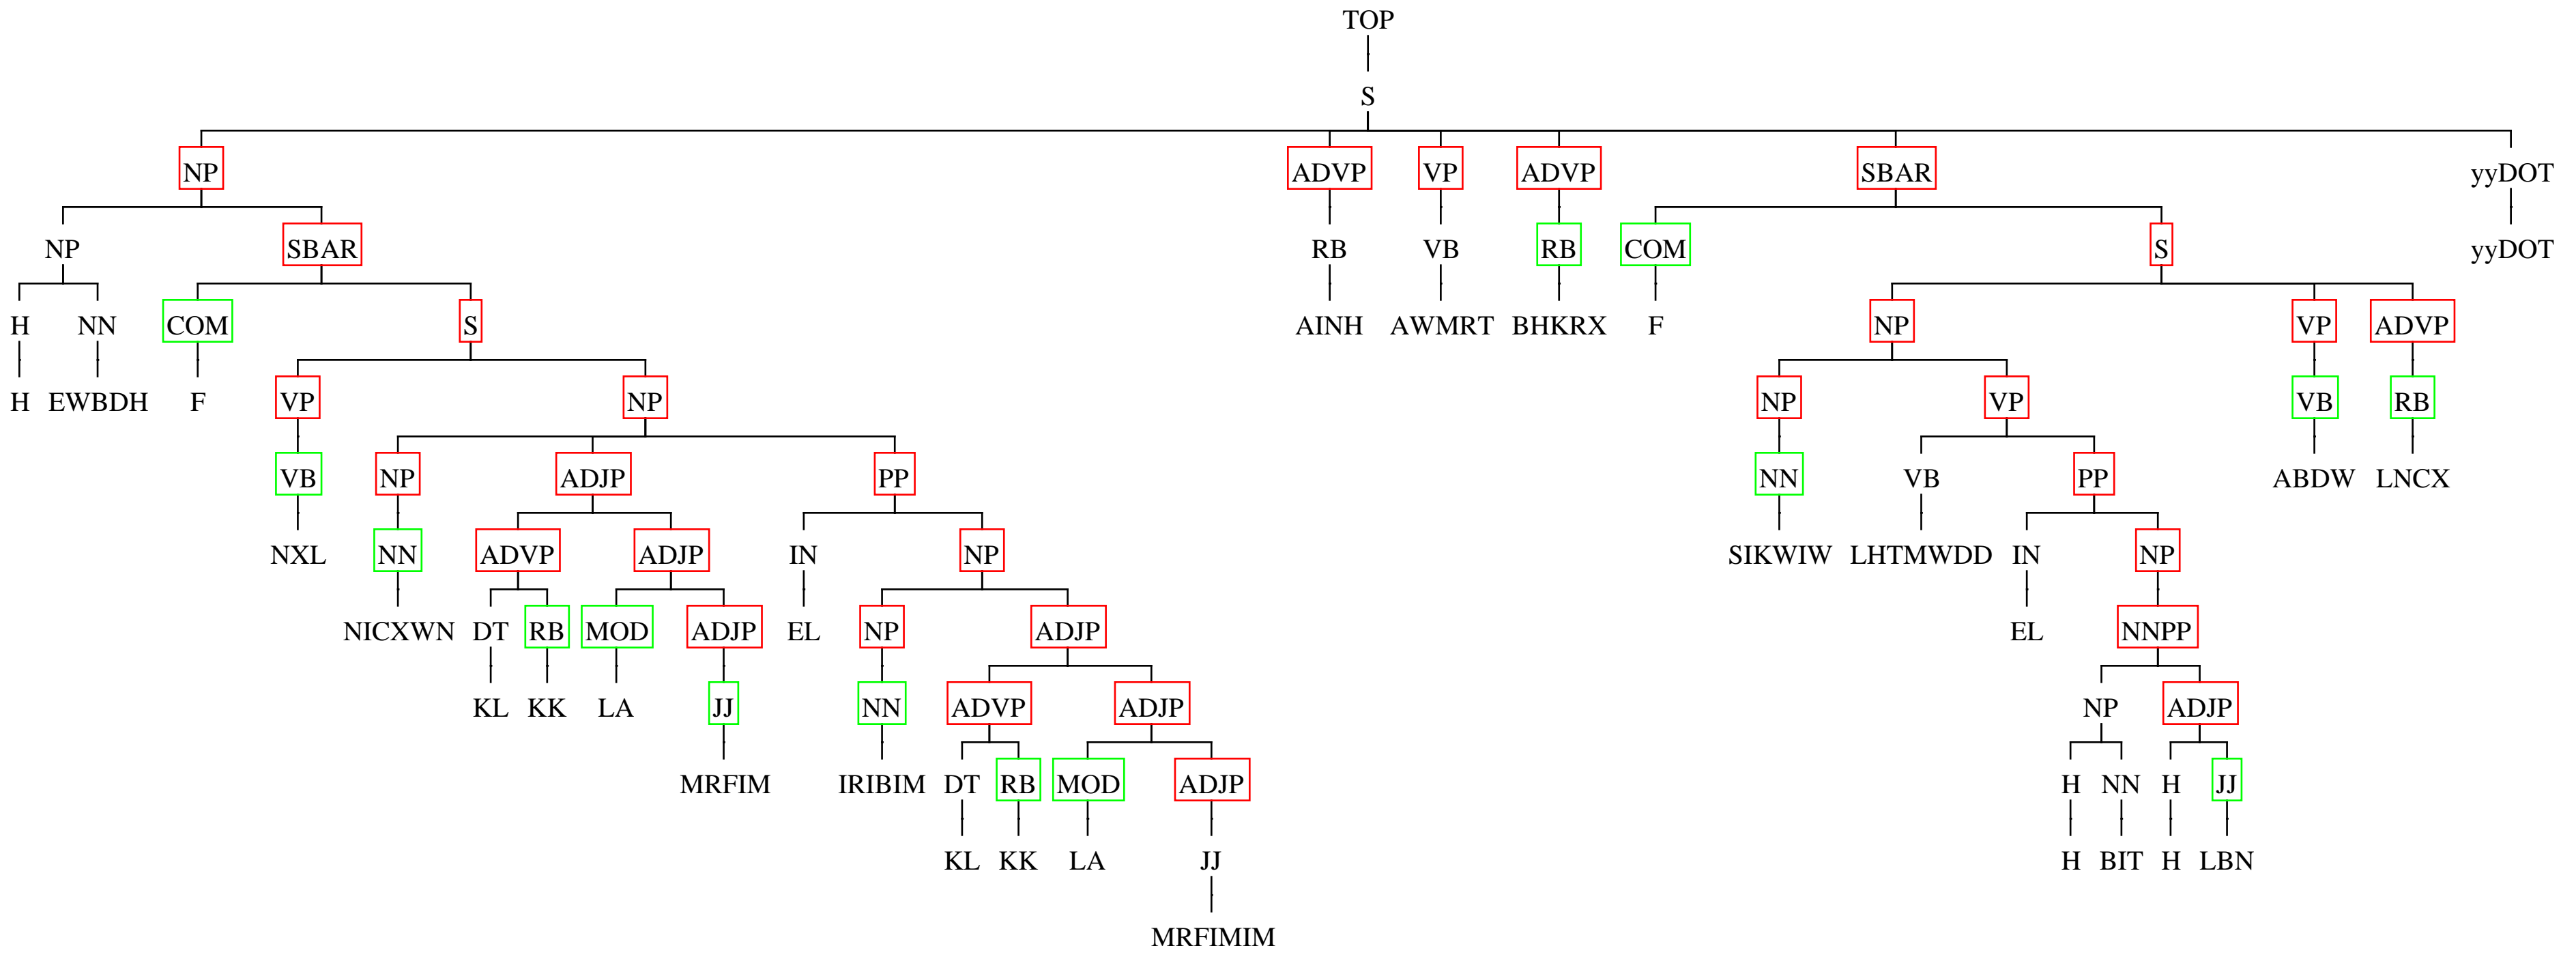 TOP
S
NP ADVP VP ADVP SBAR yyDOT
NP SBAR RB VB RB COM S yyDOT
H NN COM S AINH AWMRT BHKRX F NP VP ADVP
H EWBDH F VP NP NP VP VB RB
VB NP ADJP PP NN VB PP ABDW LNCX
NXL NN ADVP ADJP IN NP SIKWIW LHTMWDD IN NP
NICXWN DT RB MOD ADJP EL NP ADJP EL NNPP
KL KK LA JJ NN ADVP ADJP NP ADJP
MRFIM IRIBIM DT RB MOD ADJP H NN H JJ
KL KK LA JJ H BIT H LBN
MRFIMIM